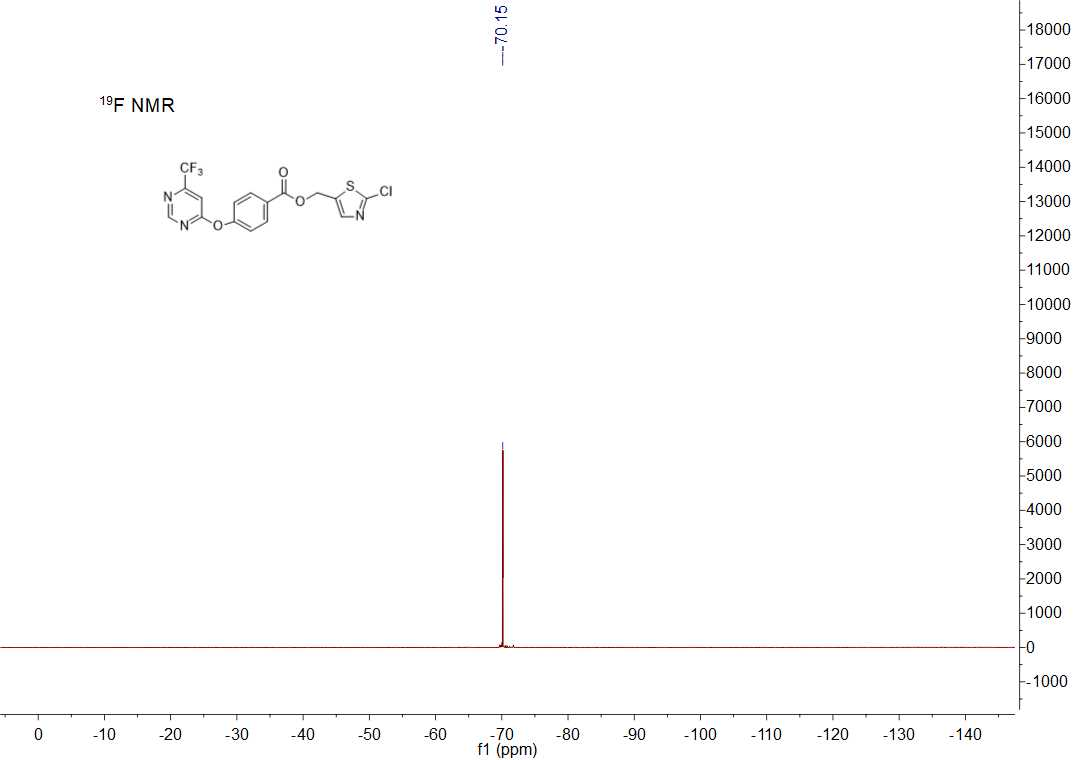 -70.15
19F NMR
CF3
N
N
O
O
O
S
N
Cl
18000
17000
16000
15000
14000
13000
12000
11000
10000
9000
8000
7000
6000
5000
4000
3000
2000
1000
0
-1000
0 -10 -20 -30 -40 -50 -60 -70 -80 -90 -100 -110 -120 -130 -140
f1 (ppm)